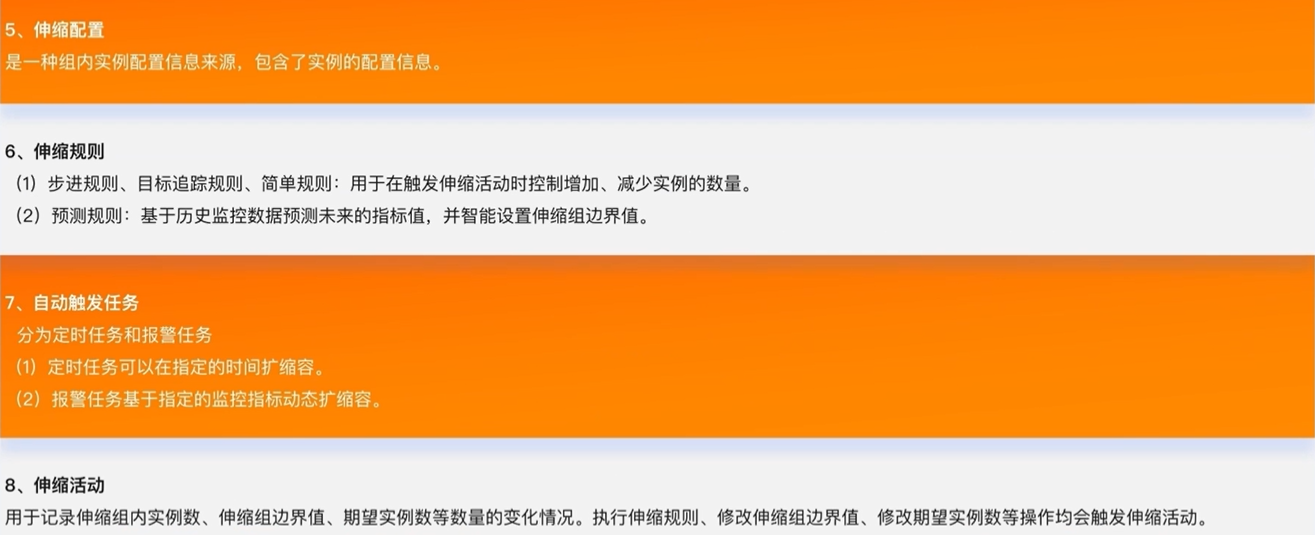 5、伸缩配置
是一种组内实例配置信息来源，包含了实例的配置信息。
6、伸缩规则
（1）步进规则、目标追踪规则、简单规则：用于在触发伸缩活动时控制增加、减少实例的数量。
（2）预测规则：基于历史监控数据预测未来的指标值，并智能设置伸缩组边界值。
7、自动触发任务
分为定时任务和报警任务
（1）定时任务可以在指定的时间扩缩容。
（2）报警任务基于指定的监控指标动态扩缩容。
8、伸缩活动
用于记录伸缩组内实例数、伸缩组边界值、期望实例数等数量的变化情况。执行伸缩规则、修改伸缩组边界值、修改期望实例数等操作均会触发伸缩活动。